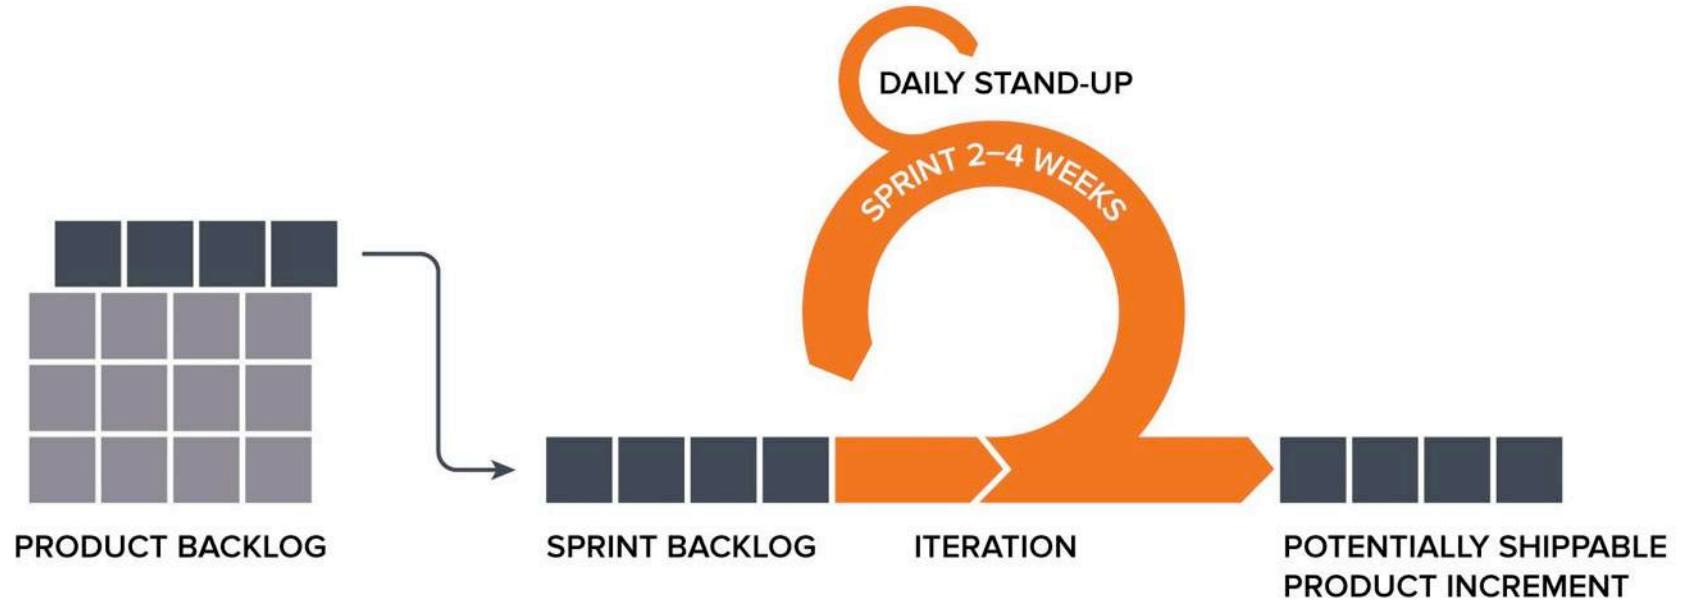 DAILY STAND-UP
SPRINT 2–4 WEEKS
PRODUCT BACKLOG
SPRINT BACKLOG
ITERATION
POTENTIALLY SHIPPABLE
PRODUCT INCREMENT